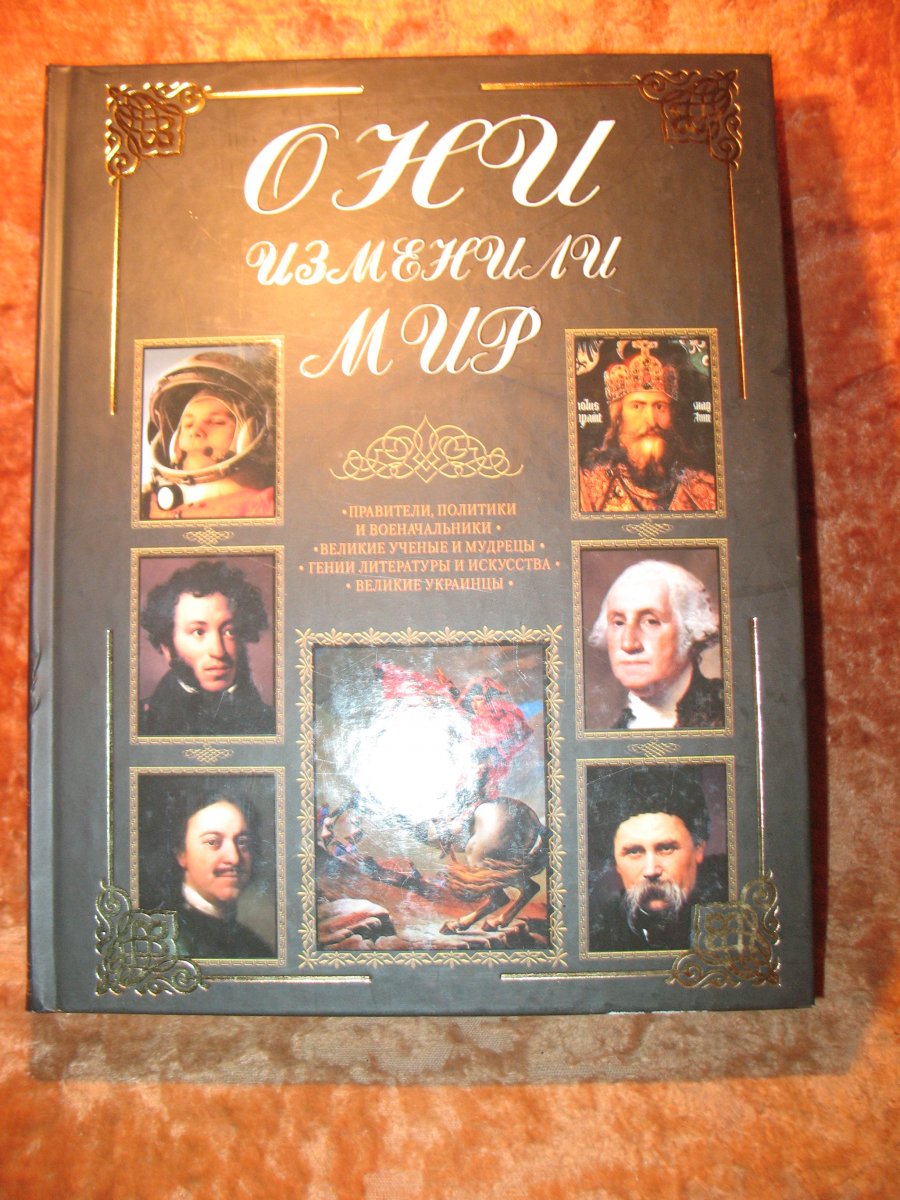 ОНИ
ИЗМЕНИЛИ
МИР
•ПРАВИТЕЛИ, ПОЛИТИКИ
И ВОЕНАЧАЛЬНИКИ•
•ВЕЛИКИЕ УЧЕНЫЕ И МУДРЕЦЫ•
•ГЕНИИ ЛИТЕРАТУРЫ И ИСКУССТВА•
•ВЕЛИКИЕ УКРАИНЦЫ•